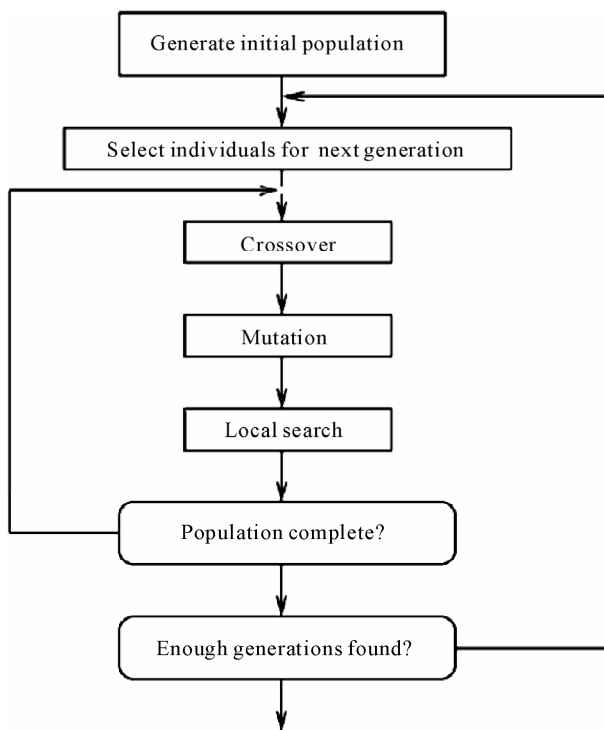 Generate initial population
Select individuals for next generation
Crossover
Mutation
Local search
Population complete?
Enough generations found?